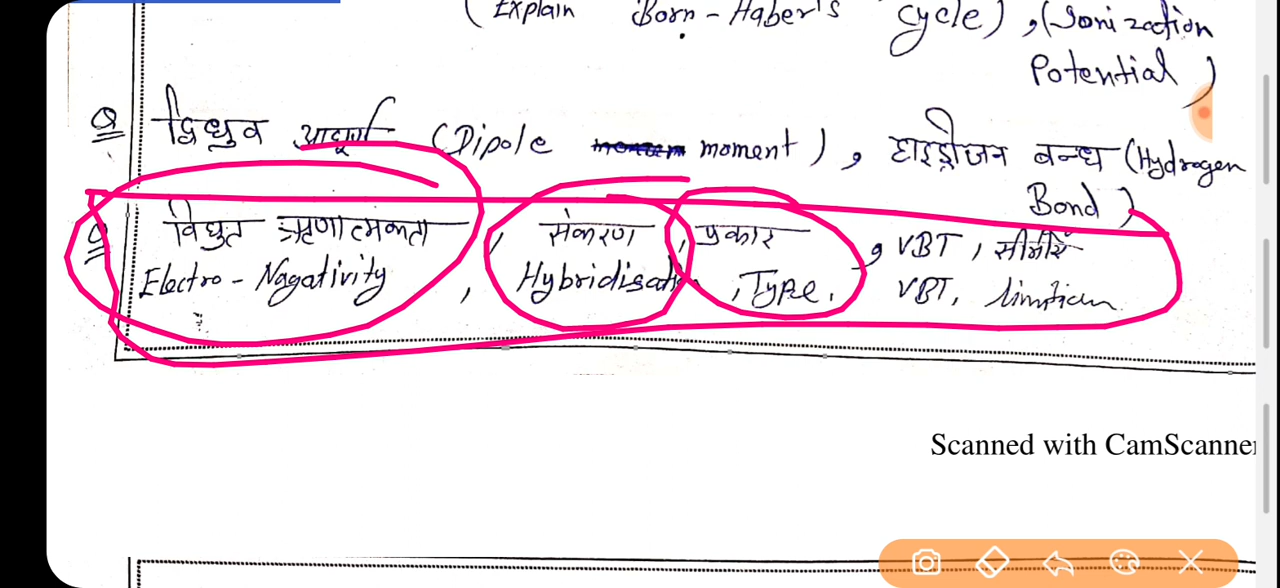 (Explain Born-Haber's cycle), (Ionization
Potential)
Q द्विध्रुव आघूर्ण (Dipole moment), हाइड्रोजन बन्ध (Hydrogen
Bond)
Q विधुत ऋणात्मकता, संकरण, प्रकार, VBT, सीमाएं
Electro-Nagativity, Hybridisation, Type, VBT,
Scanned with CamScanner